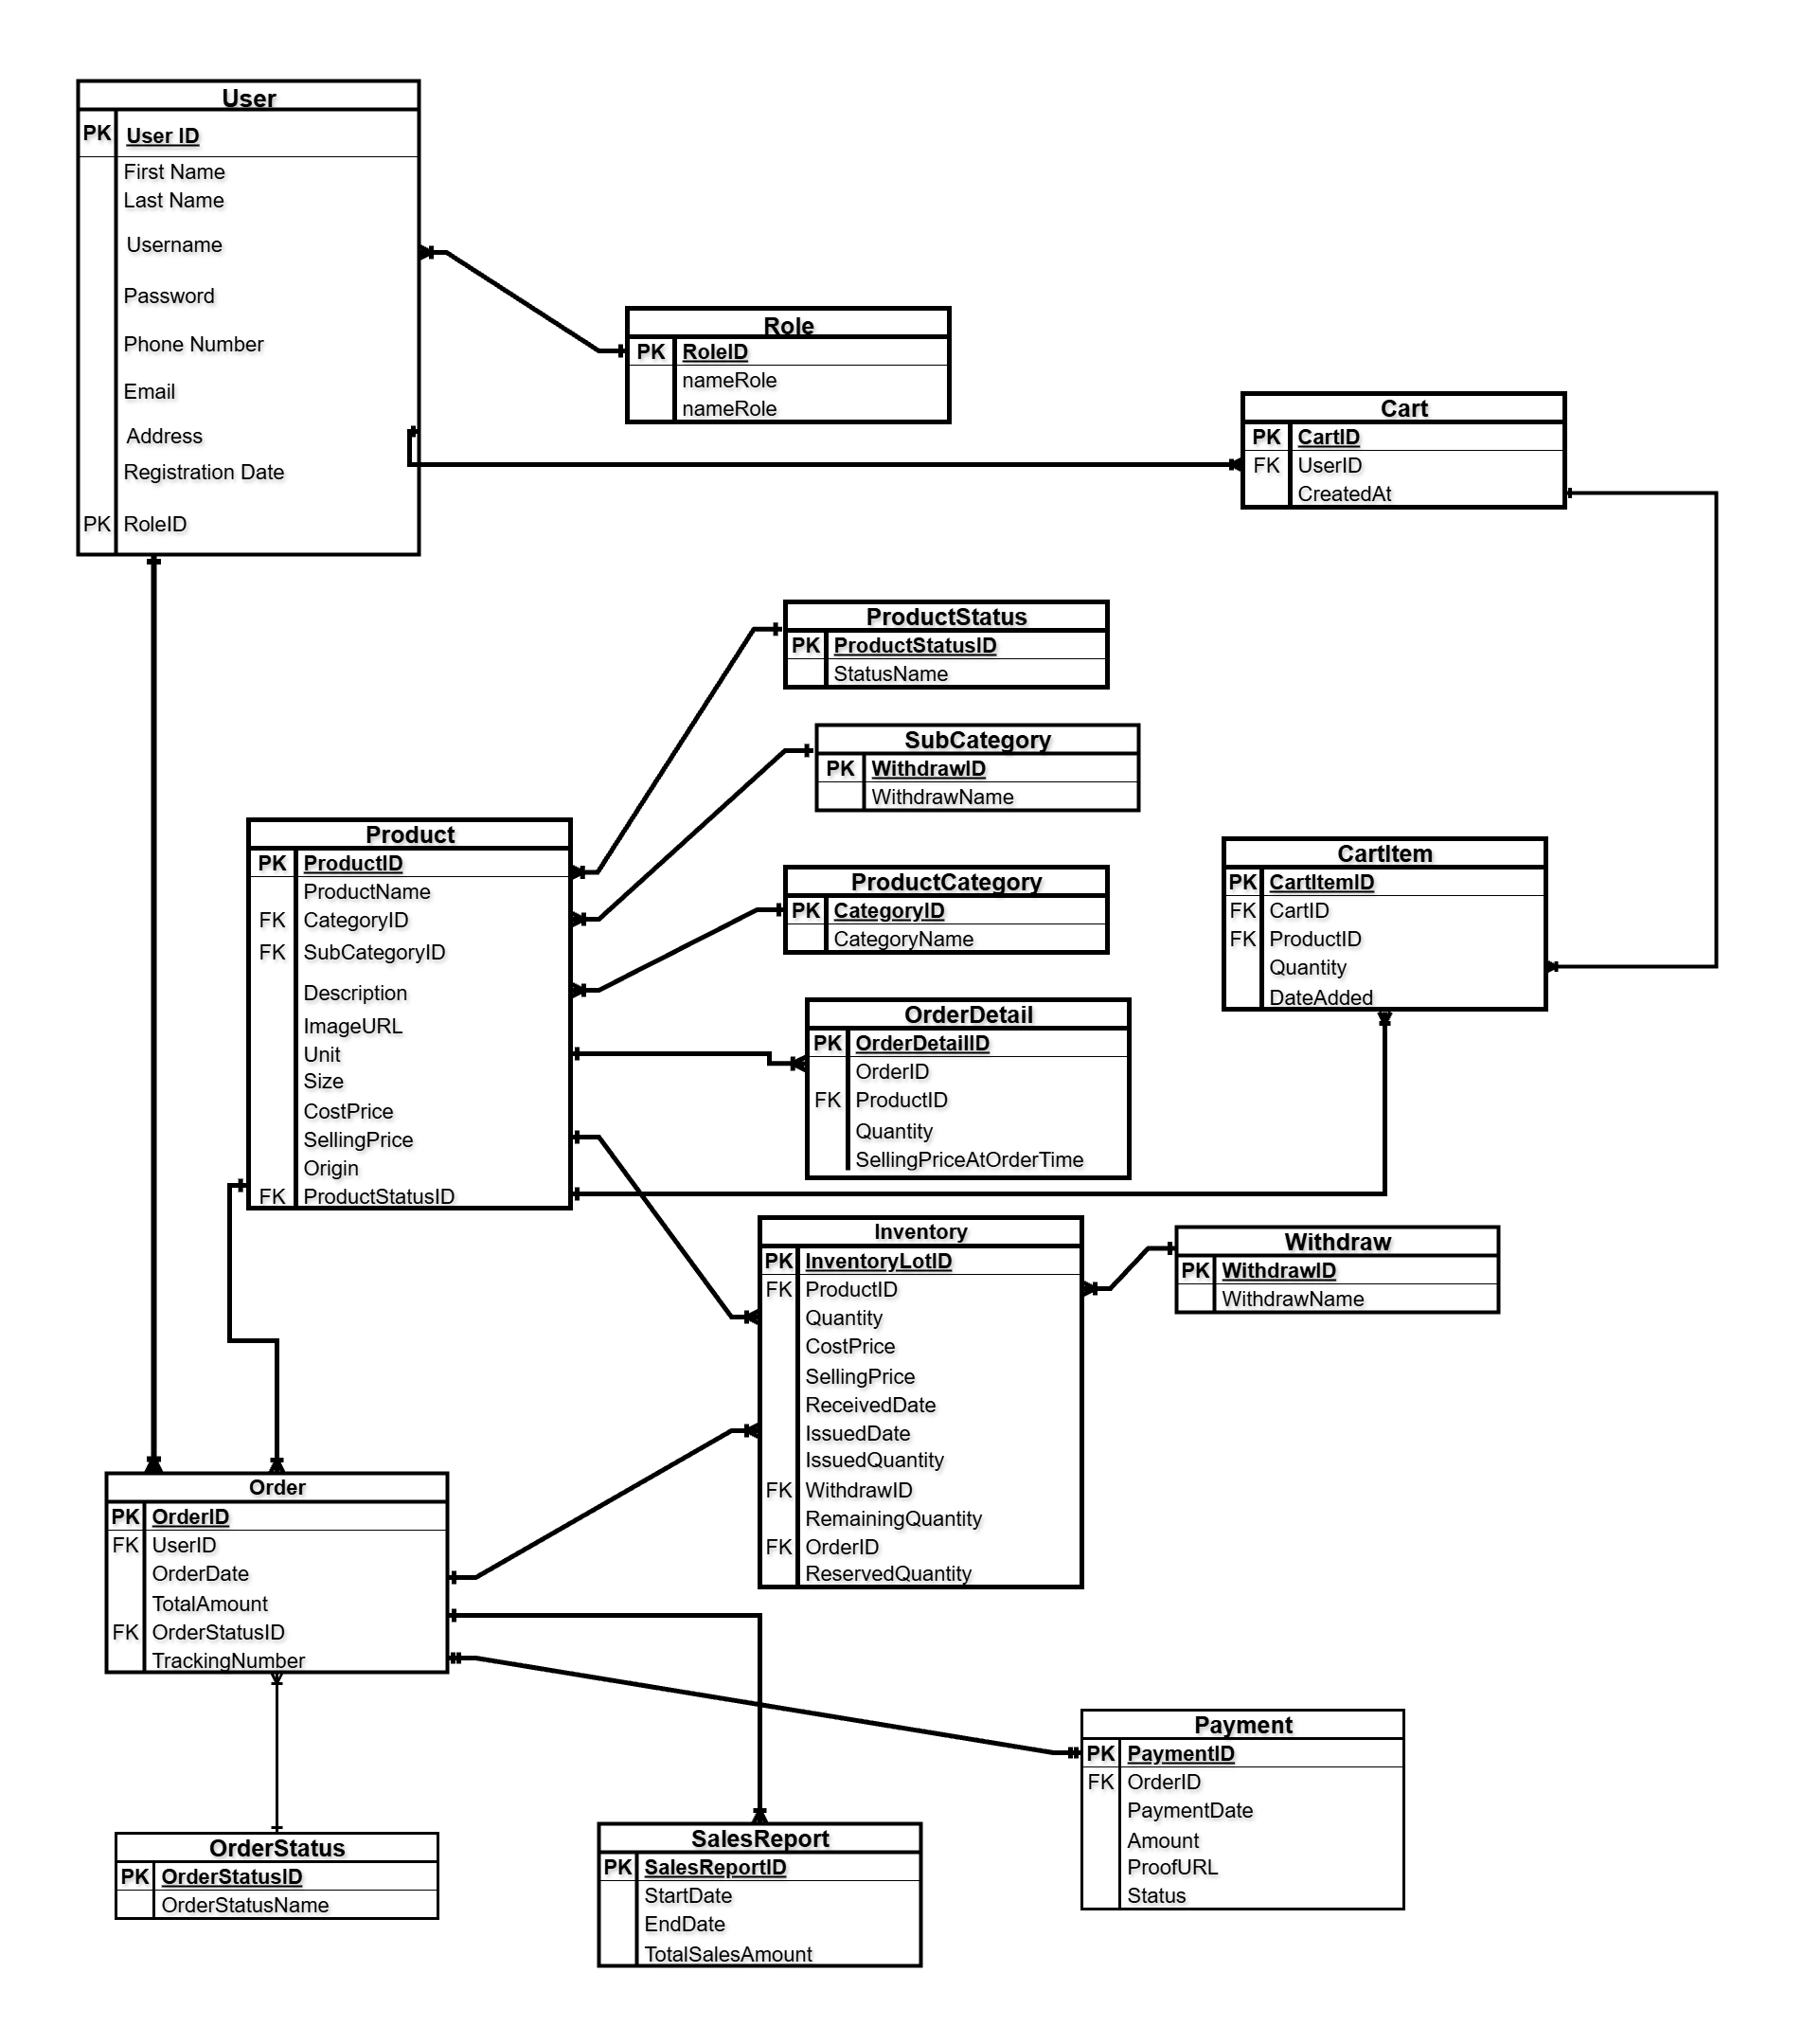 User
PK User ID
First Name
Last Name
Username
Password
Phone Number
Email
Address
Registration Date
PK RoleID
Role
PK RoleID
nameRole
nameRole
Cart
PK CartID
FK UserID
CreatedAt
ProductStatus
PK ProductStatusID
StatusName
SubCategory
PK WithdrawID
WithdrawName
Product
PK ProductID
ProductName
FK CategoryID
FK SubCategoryID
Description
ImageURL
Unit
Size
CostPrice
SellingPrice
Origin
FK ProductStatusID
ProductCategory
PK CategoryID
CategoryName
CartItem
PK CartItemID
FK CartID
FK ProductID
Quantity
DateAdded
OrderDetail
PK OrderDetailID
OrderID
FK ProductID
Quantity
SellingPriceAtOrderTime
Inventory
PK InventoryLotID
FK ProductID
Quantity
CostPrice
SellingPrice
ReceivedDate
IssuedDate
IssuedQuantity
FK WithdrawID
RemainingQuantity
FK OrderID
ReservedQuantity
Withdraw
PK WithdrawID
WithdrawName
Order
PK OrderID
FK UserID
OrderDate
TotalAmount
FK OrderStatusID
TrackingNumber
Payment
PK PaymentID
FK OrderID
PaymentDate
Amount
ProofURL
Status
OrderStatus
PK OrderStatusID
OrderStatusName
SalesReport
PK SalesReportID
StartDate
EndDate
TotalSalesAmount